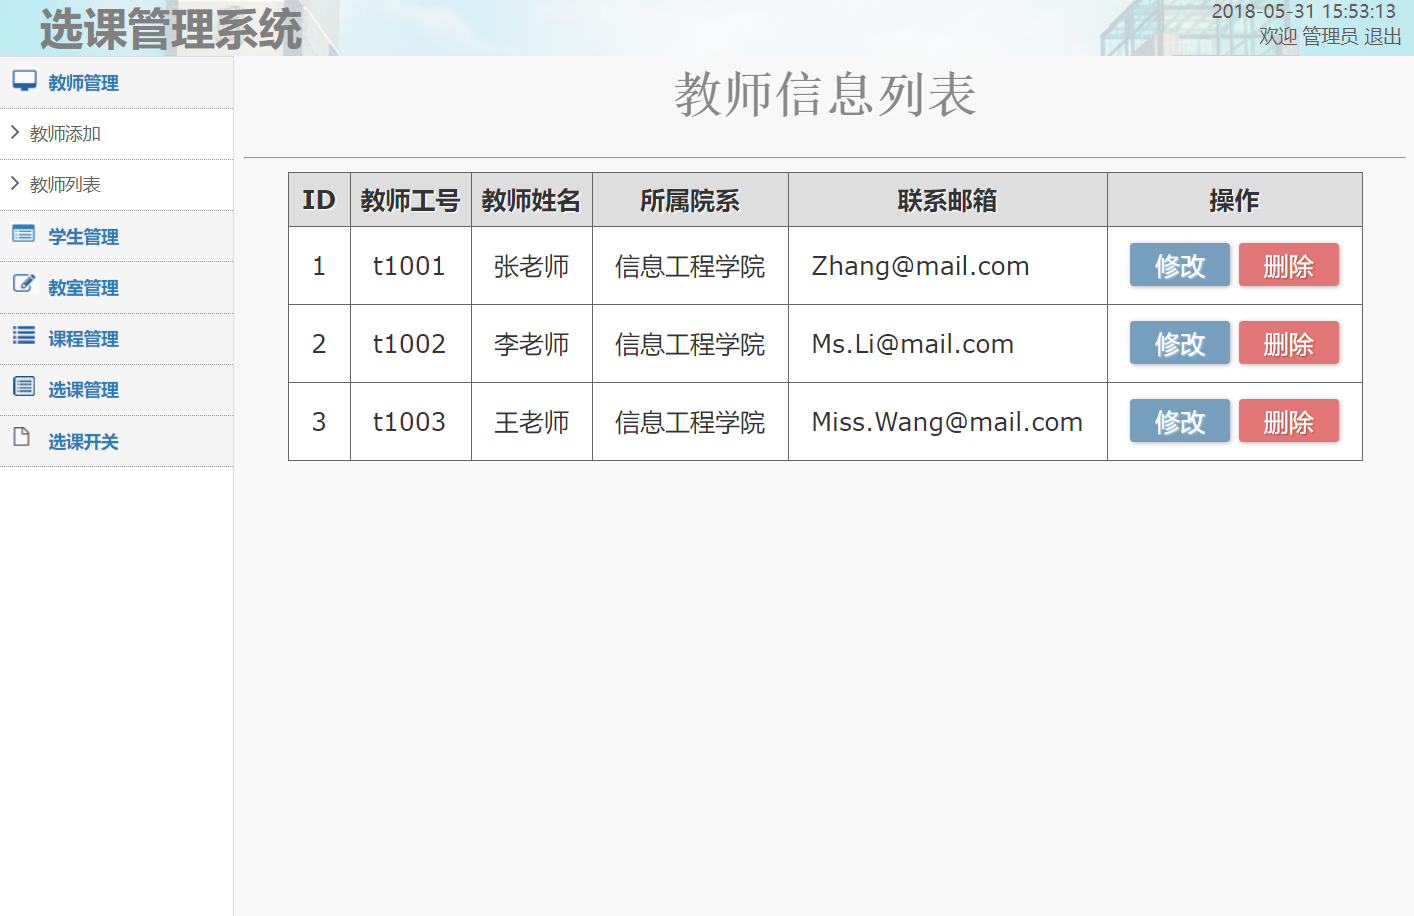 选课管理系统
2018-05-31 15:53:13
欢迎 管理员 退出
教师管理
教师添加
教师列表
学生管理
教室管理
课程管理
选课管理
选课开关
教师信息列表
ID 教师工号 教师姓名 所属院系 联系邮箱 操作
1 t1001 张老师 信息工程学院 Zhang@mail.com 修改 删除
2 t1002 李老师 信息工程学院 Ms.Li@mail.com 修改 删除
3 t1003 王老师 信息工程学院 Miss.Wang@mail.com 修改 删除